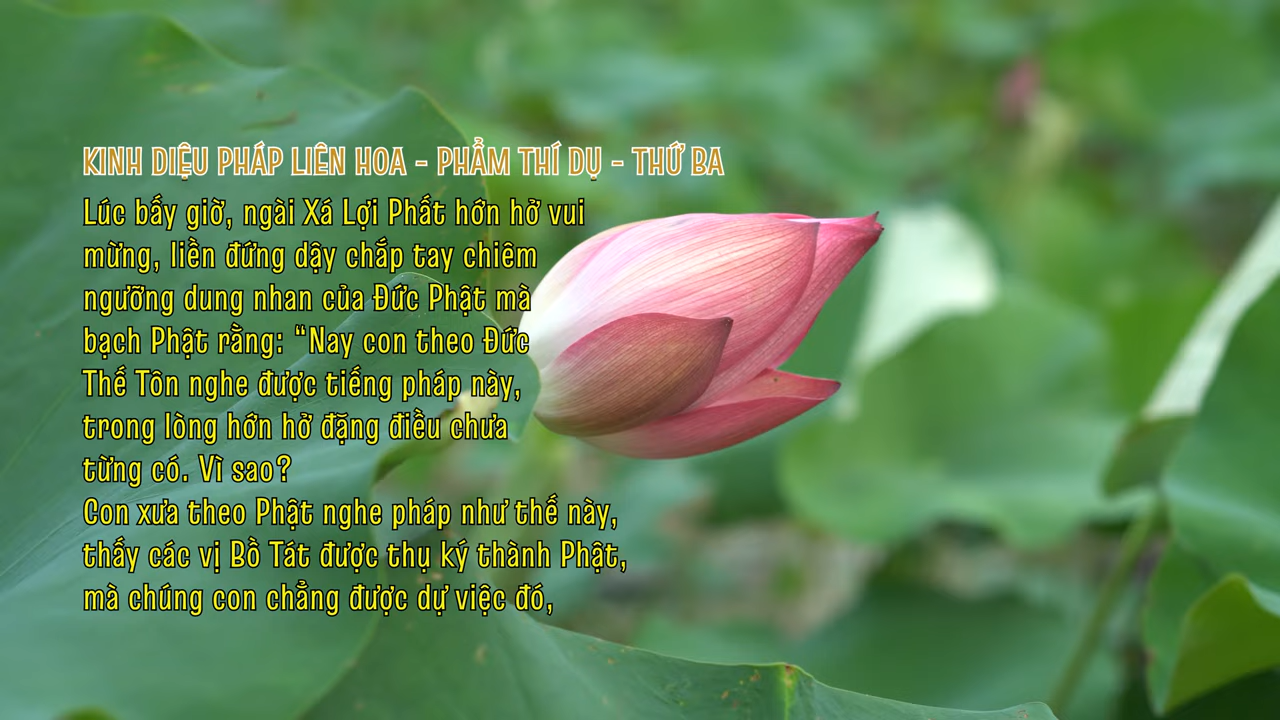 KINH DIỆU PHÁP LIÊN HOA - PHẨM THÍ DỤ - THỨ BA
Lúc bấy giờ, ngài Xá Lợi Phất hớn hở vui
mừng, liền đứng dậy chắp tay chiêm
ngưỡng dung nhan của Đức Phật mà
bạch Phật rằng: “Nay con theo Đức
Thế Tôn nghe được tiếng pháp này,
trong lòng hớn hở đặng điều chưa
từng có. Vì sao?
Con xưa theo Phật nghe pháp như thế này,
thấy các vị Bồ Tát được thụ ký thành Phật,
mà chúng con chẳng được dự việc đó,